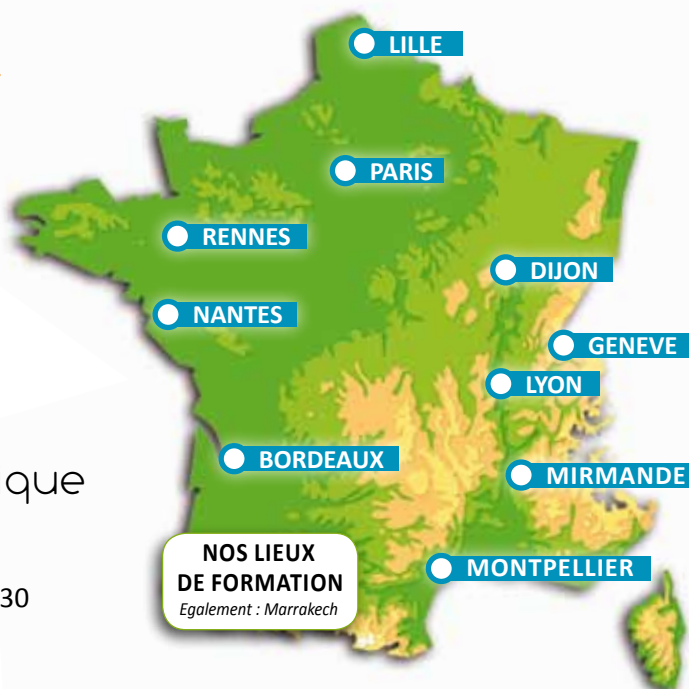 LILLE
PARIS
RENNES
DIJON
NANTES
GENEVE
LYON
BORDEAUX
que
MIRMANDE
NOS LIEUX
DE FORMATION
Egalement : Marrakech
MONTPELLIER
30